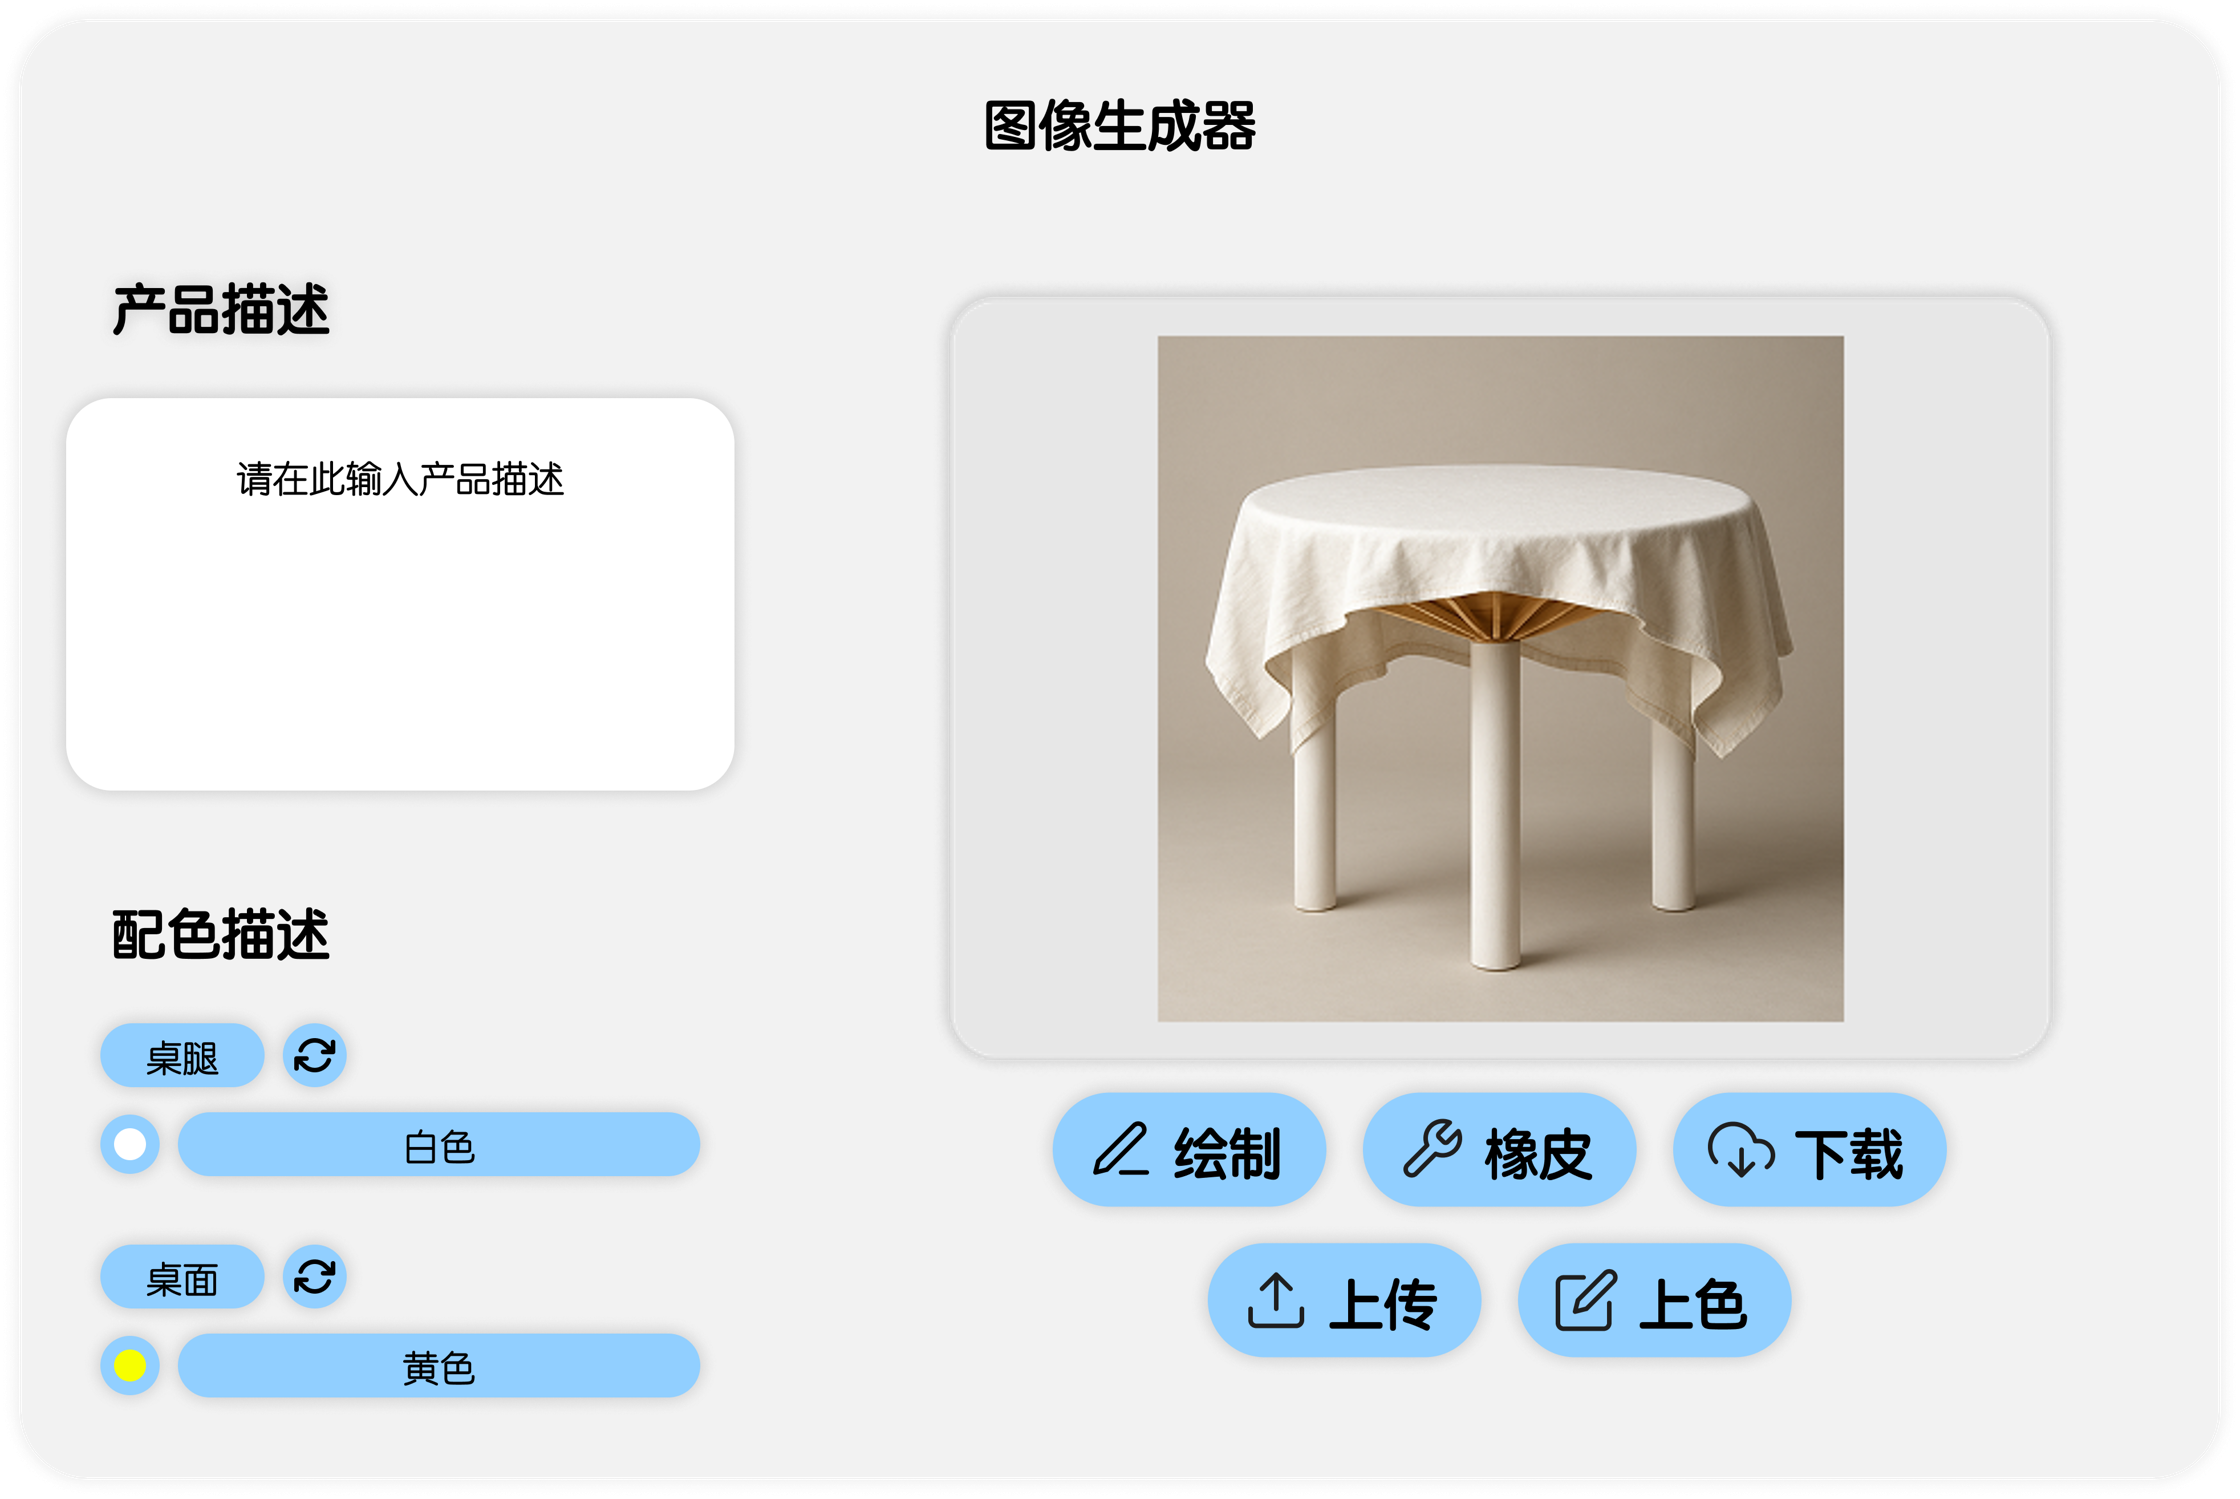 图像生成器
产品描述
请在此输入产品描述
配色描述
桌腿
白色
桌面
黄色
绘制
橡皮
下载
上传
上色